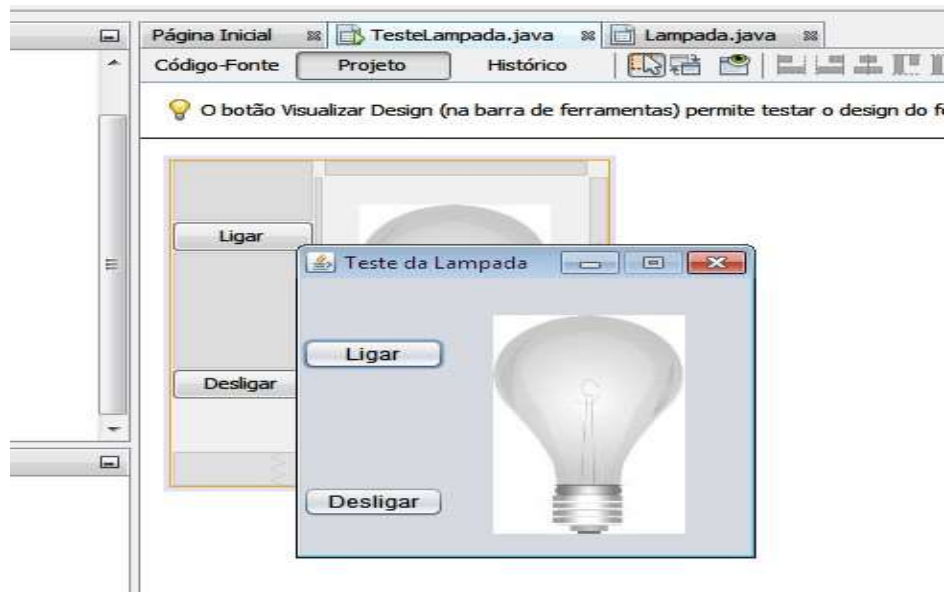 Página Inicial TesteLampada.java Lampada.java
Código-Fonte Projeto Histórico
O botão Visualizar Design (na barra de ferramentas) permite testar o design do
Ligar
Desligar
Teste da Lampada
Ligar
Desligar